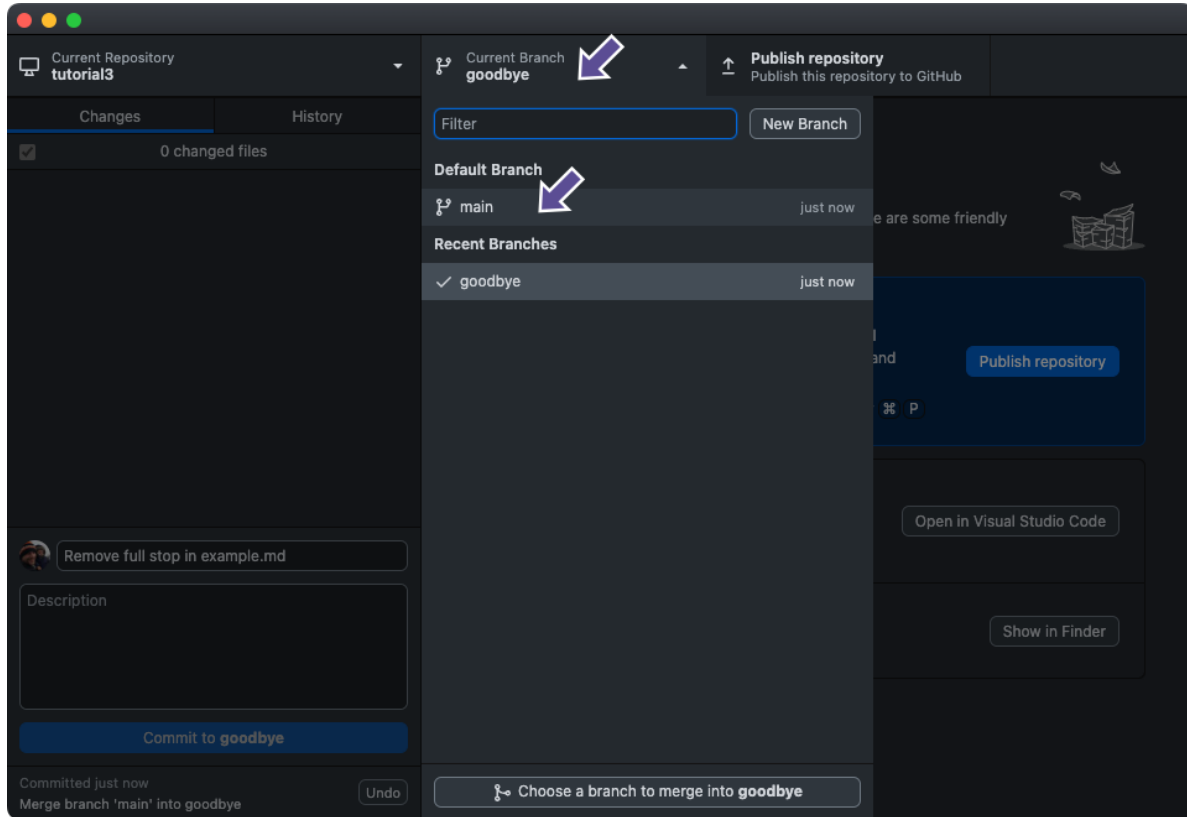 Current Repository
tutorial3
Current Branch
goodbye
Publish repository
Publish this repository to GitHub
Changes
History
0 changed files
Filter
New Branch
Default Branch
main
just now
Recent Branches
goodbye
just now
e are some friendly
and
Publish repository
⌘ P
Open in Visual Studio Code
Show in Finder
Remove full stop in example.md
Description
Commit to goodbye
Committed just now
Merge branch 'main' into goodbye
Undo
Choose a branch to merge into goodbye